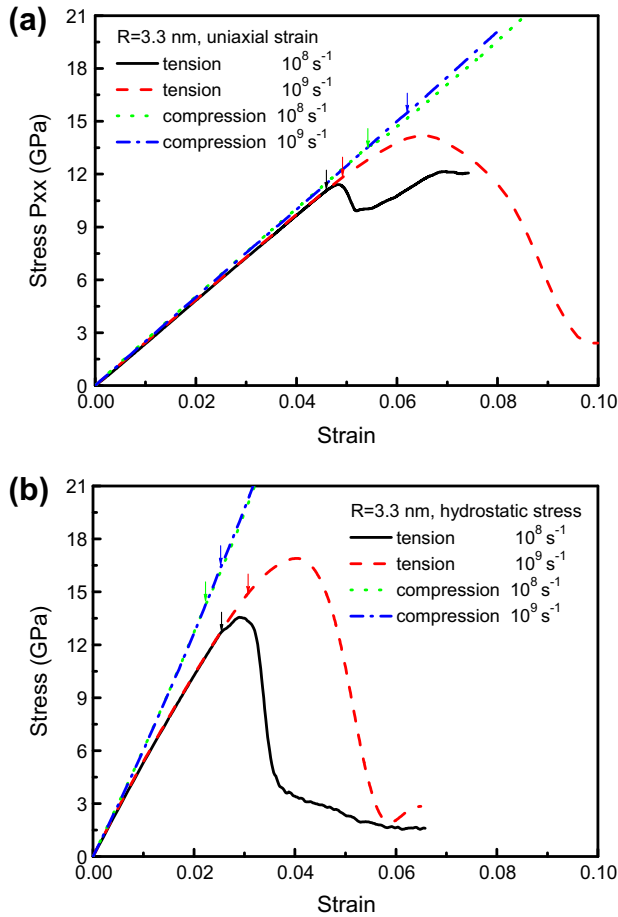 (a)
R=3.3 nm, uniaxial strain
tension 10⁸ s⁻¹
tension 10⁹ s⁻¹
compression 10⁸ s⁻¹
compression 10⁹ s⁻¹
Stress Pxx (GPa)
21
18
15
12
9
6
3
0
0.00 0.02 0.04 0.06 0.08 0.10
Strain
(b)
R=3.3 nm, hydrostatic stress
tension 10⁸ s⁻¹
tension 10⁹ s⁻¹
compression 10⁸ s⁻¹
compression 10⁹ s⁻¹
Stress (GPa)
21
18
15
12
9
6
3
0
0.00 0.02 0.04 0.06 0.08 0.10
Strain